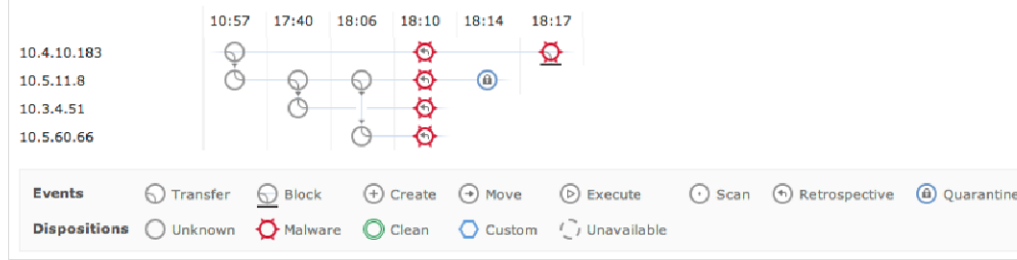 10:57 17:40 18:06 18:10 18:14 18:17
10.4.10.183
10.5.11.8
10.3.4.51
10.5.60.66
Events Transfer Block Create Move Execute Scan Retrospective Quarantine
Dispositions Unknown Malware Clean Custom Unavailable